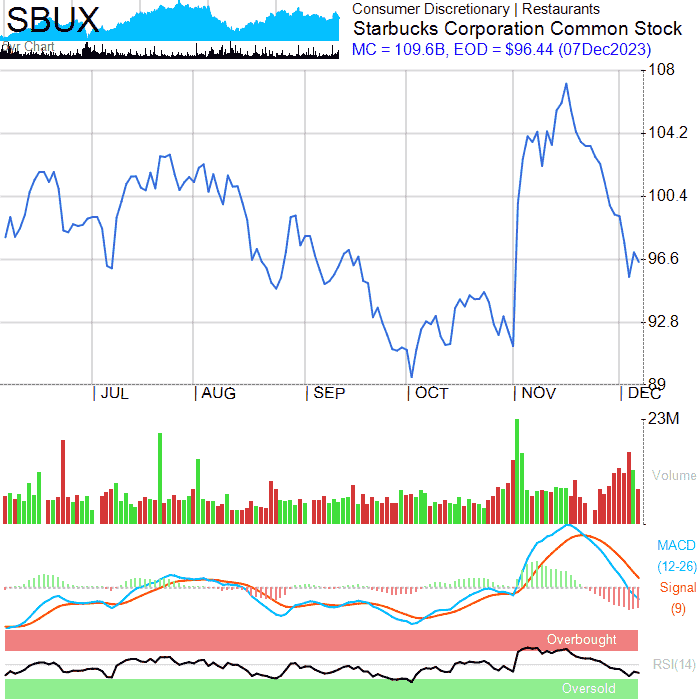 SBUX
5yr Chart
Consumer Discretionary | Restaurants
Starbucks Corporation Common Stock
MC = 109.6B, EOD = $96.44 (07Dec2023)
108
104.2
100.4
96.6
92.8
89
JUL AUG SEP OCT NOV DEC
23M
Volume
MACD
(12-26)
Signal
(9)
Overbought
RSI(14)
Oversold